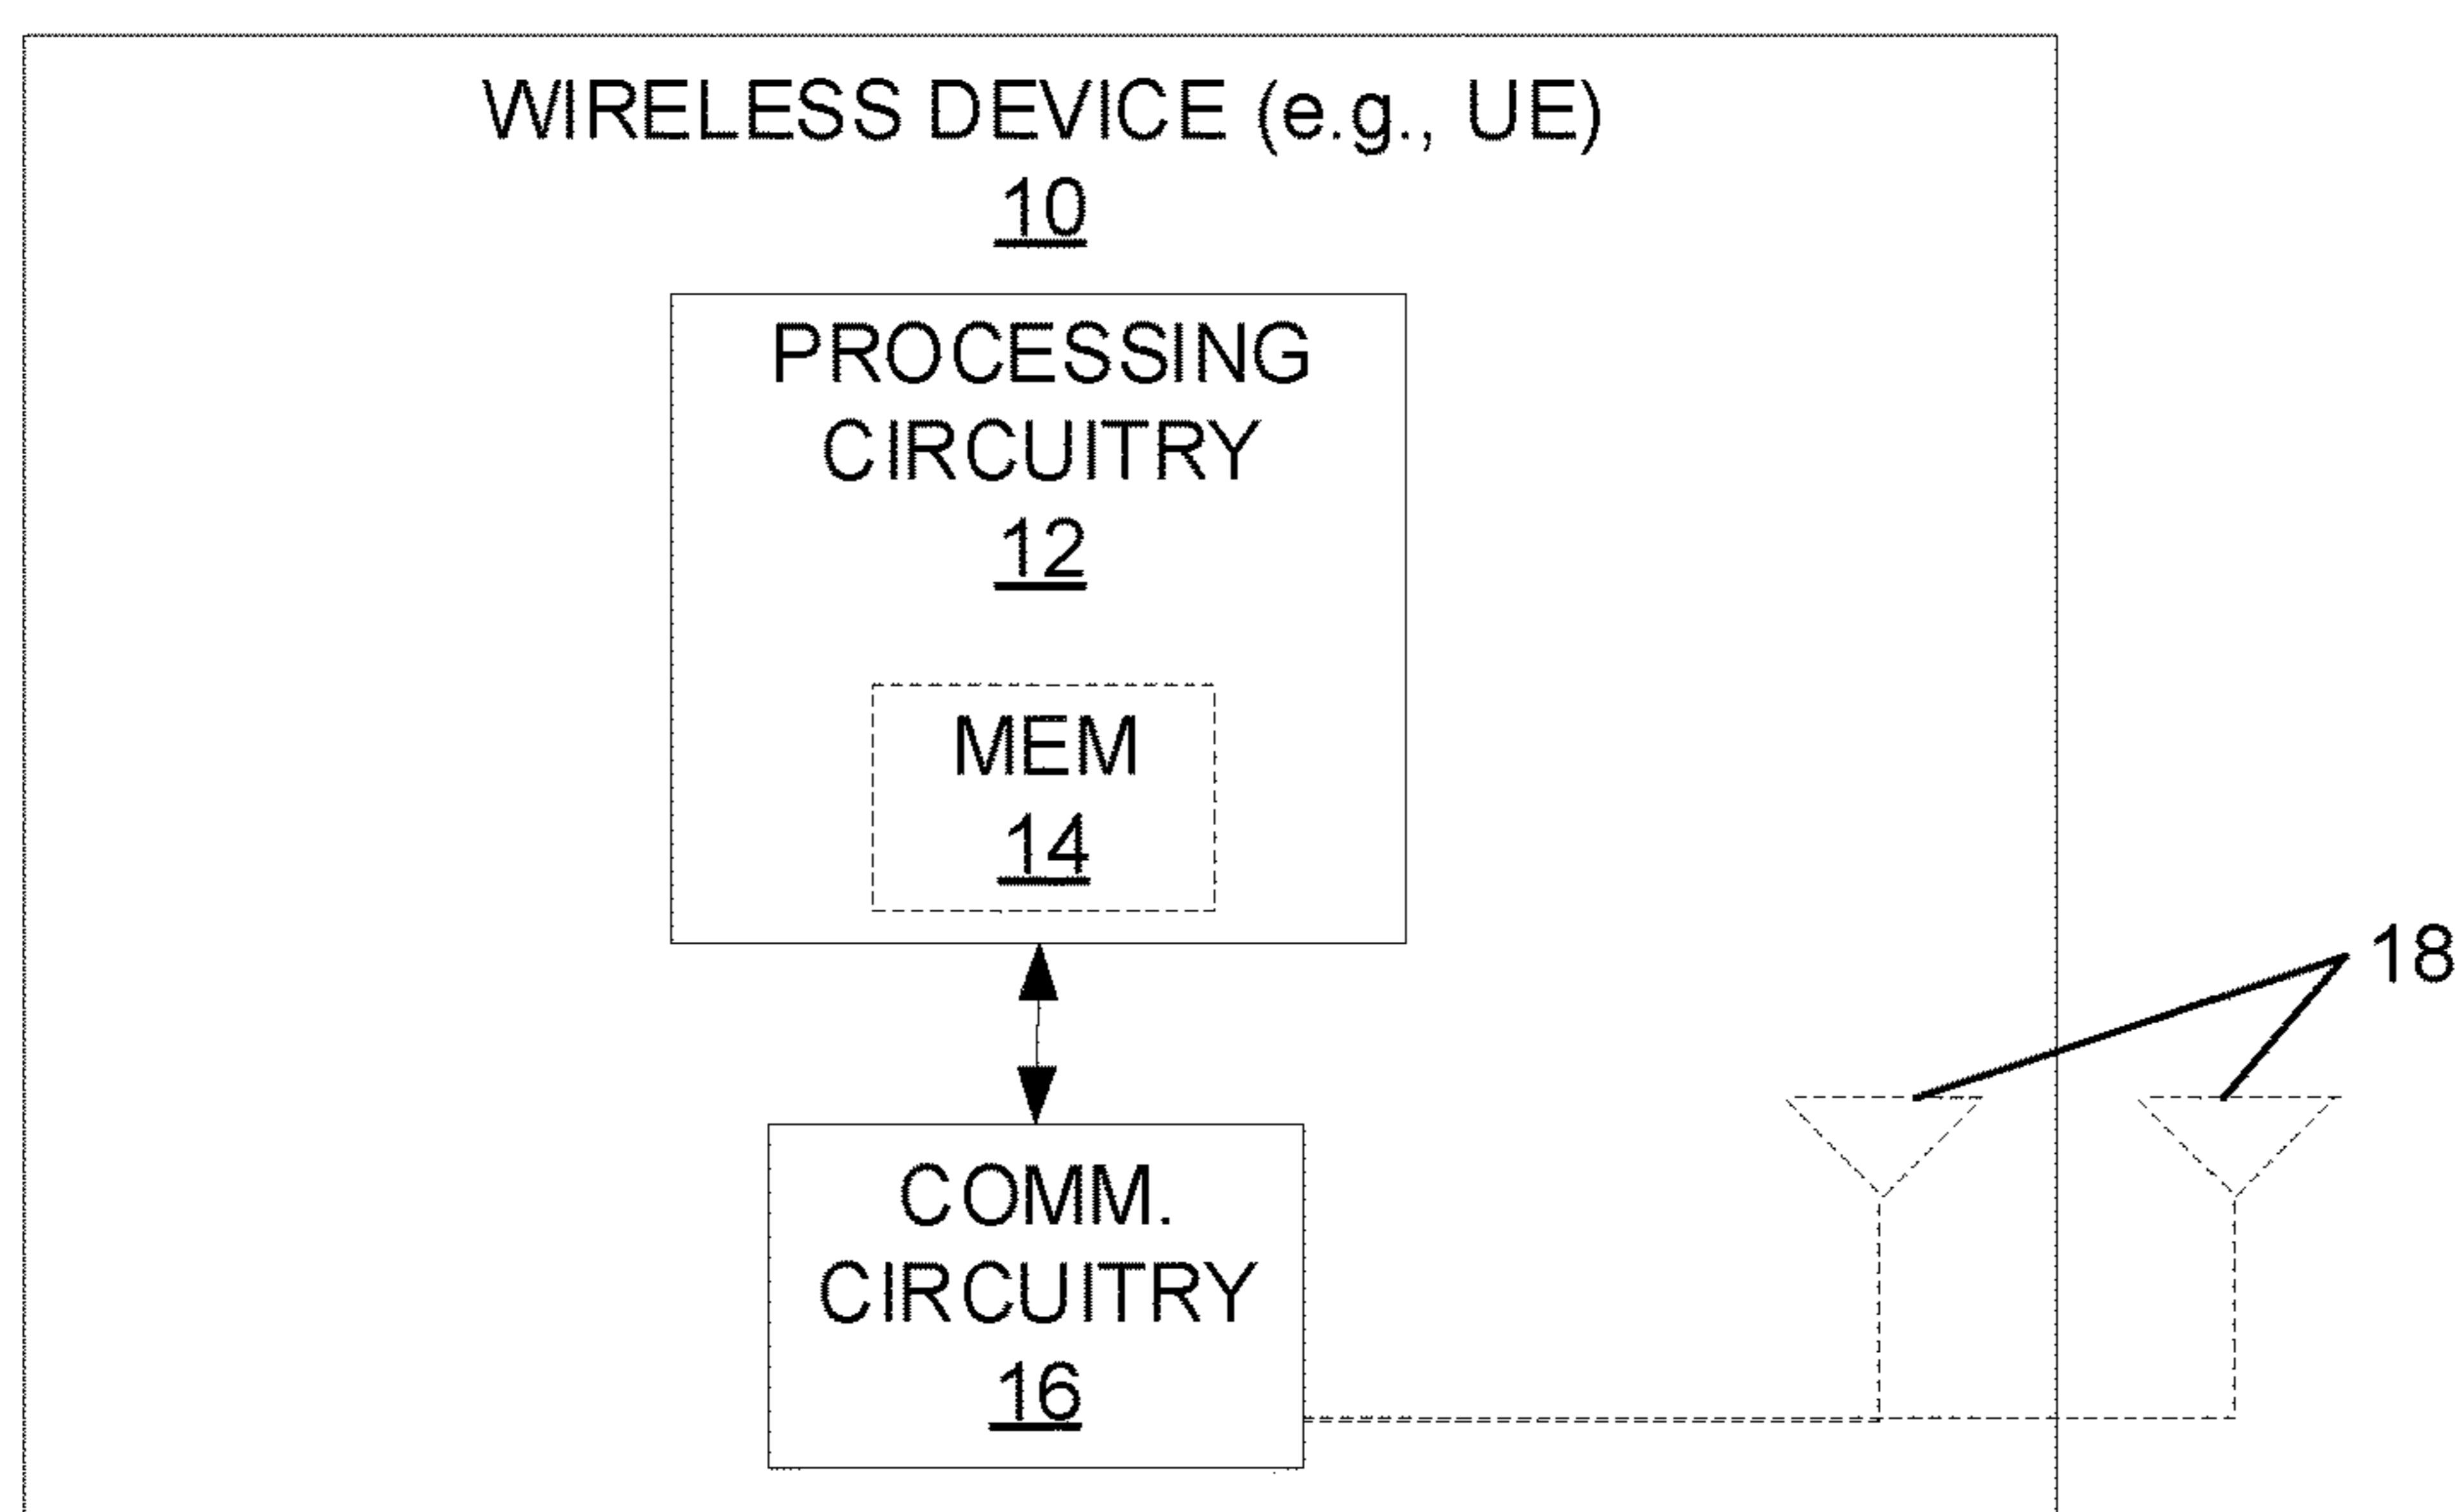 WIRELESS DEVICE (e.g., UE)
10
PROCESSING
CIRCUITRY
12
MEM
14
18
COMM.
CIRCUITRY
16